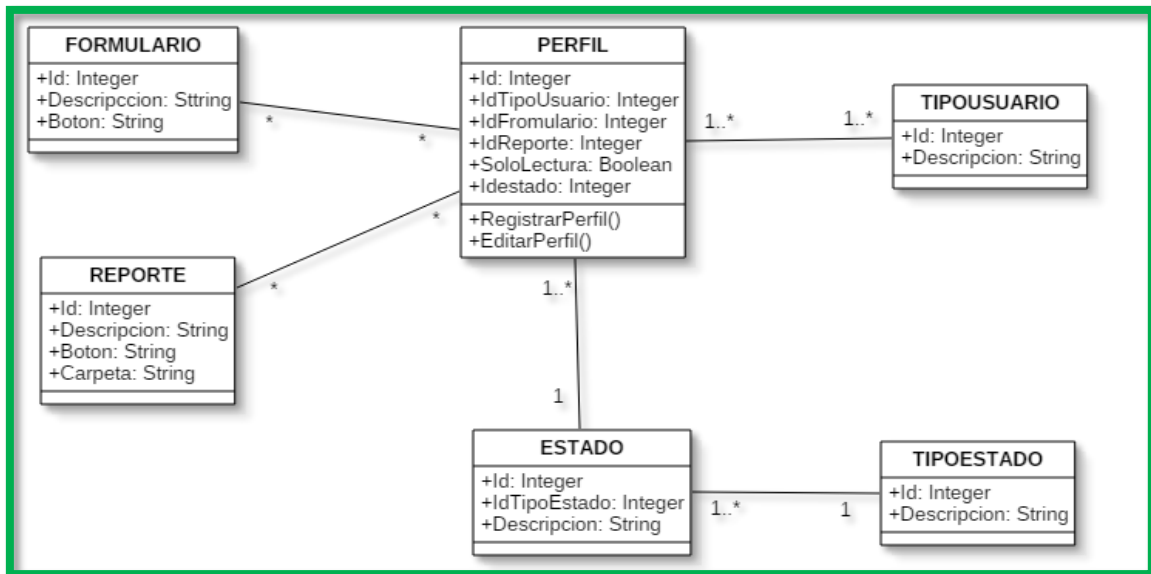 FORMULARIO
+Id: Integer
+Descripccion: Sttring
+Boton: String
*
*
PERFIL
+Id: Integer
+IdTipoUsuario: Integer
+IdFromulario: Integer
+IdReporte: Integer
+SoloLectura: Boolean
+Idestado: Integer
+RegistrarPerfil()
+EditarPerfil()
1..*
1..*
TIPOUSUARIO
+Id: Integer
+Descripcion: String
*
*
REPORTE
+Id: Integer
+Descripcion: String
+Boton: String
+Carpeta: String
1..*
1
ESTADO
+Id: Integer
+IdTipoEstado: Integer
+Descripcion: String
1..*
1
TIPOESTADO
+Id: Integer
+Descripcion: String